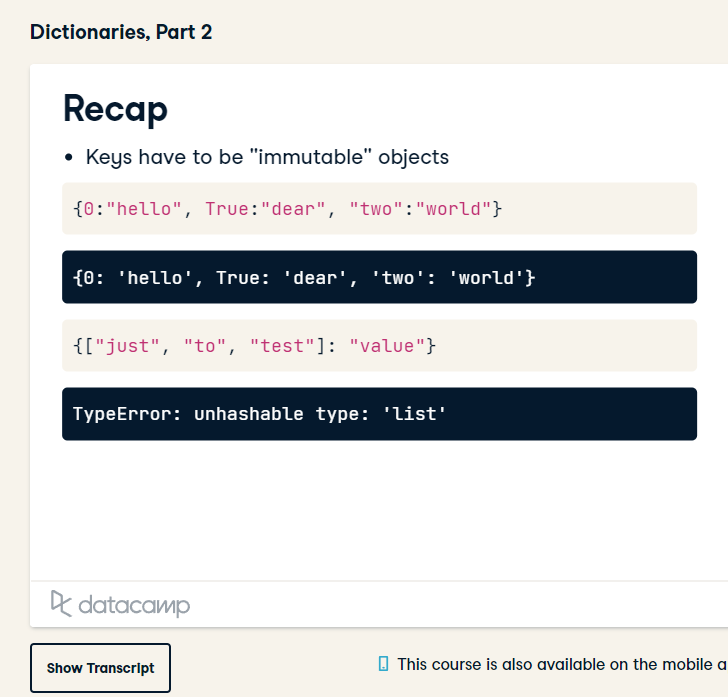 Dictionaries, Part 2
Recap
• Keys have to be "immutable" objects
{0:"hello", True:"dear", "two":"world"}
{0: 'hello', True: 'dear', 'two': 'world'}
{["just", "to", "test"]: "value"}
TypeError: unhashable type: 'list'
datacamp
Show Transcript
This course is also available on the mobile a